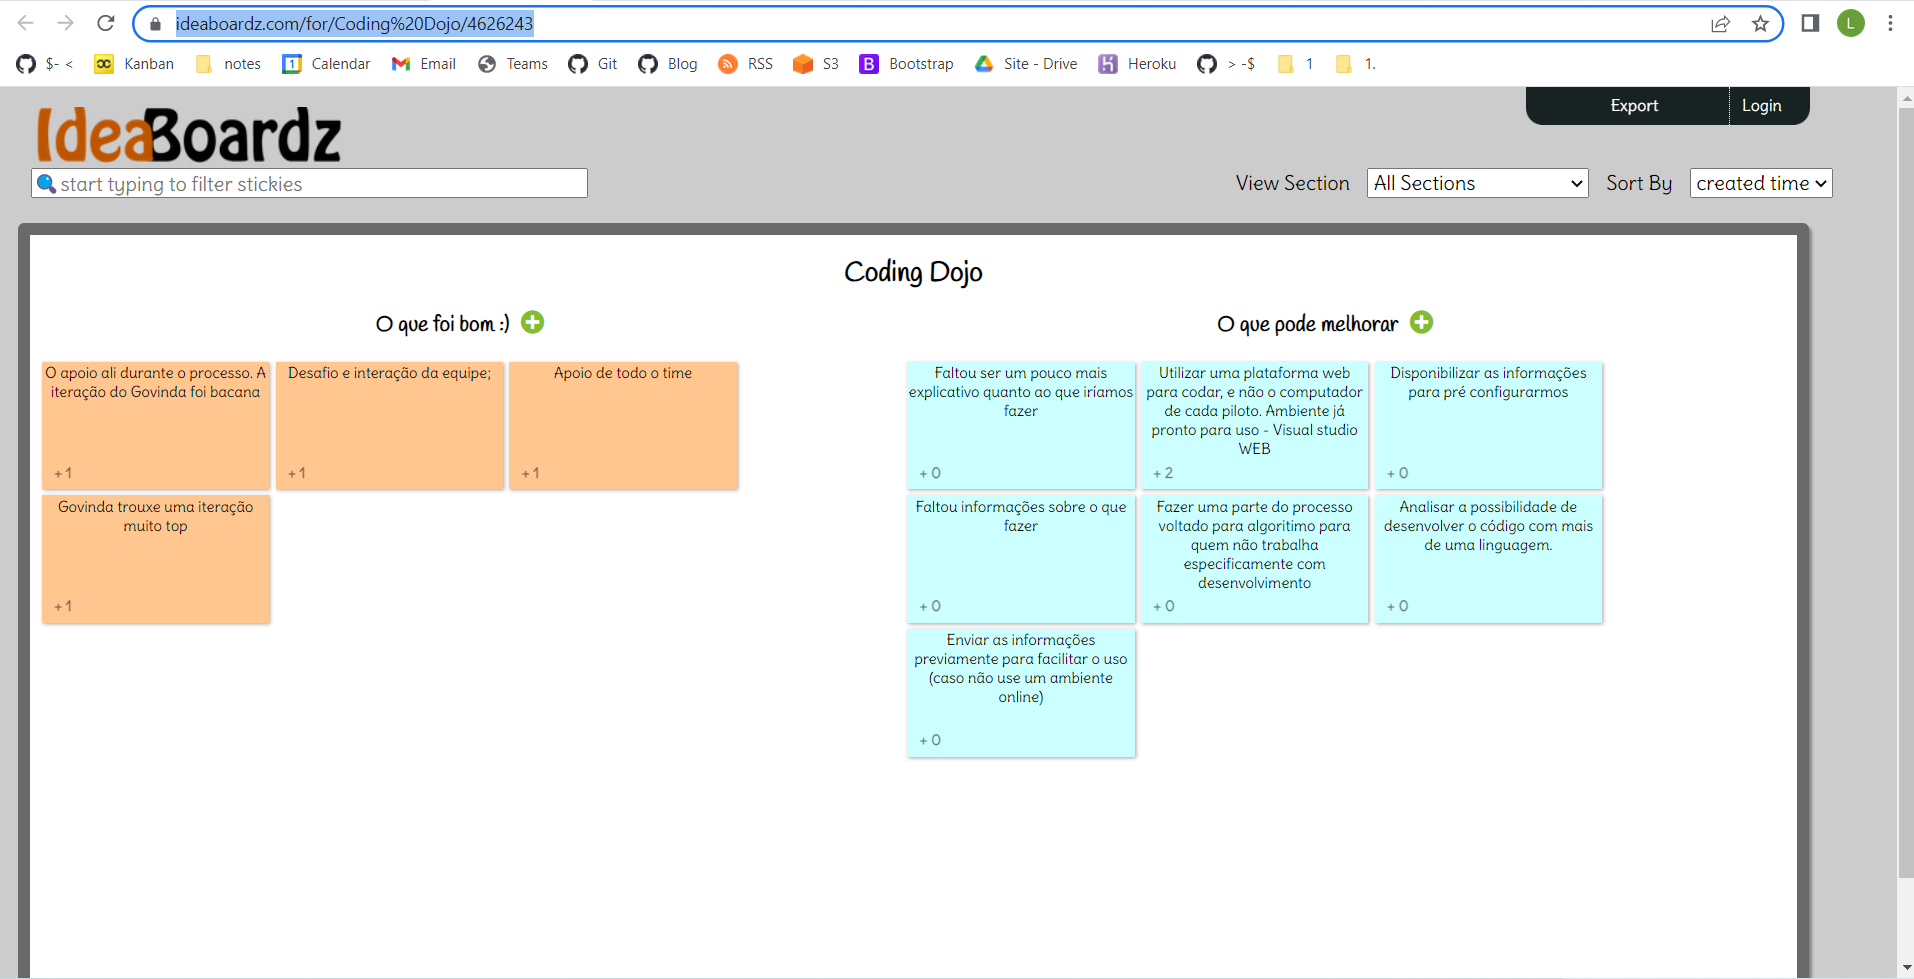 ideaboardz.com/for/Coding%20Dojo/4626243
L
$- <
Kanban
notes
Calendar
Email
Teams
Git
Blog
RSS
S3
Bootstrap
Site - Drive
Heroku
> -$
1
1.
IdeaBoardz
Export
Login
start typing to filter stickies
View Section
All Sections
Sort By
created time
Coding Dojo
O que foi bom :)
O apoio ali durante o processo. A
iteração do Govinda foi bacana
+1
Desafio e interação da equipe;
+1
Apoio de todo o time
+1
Govinda trouxe uma iteração
muito top
+1
O que pode melhorar
Faltou ser um pouco mais
explicativo quanto ao que iríamos
fazer
+ 0
Utilizar uma plataforma web
para codar, e não o computador
de cada piloto. Ambiente já
pronto para uso - Visual studio
WEB
+ 2
Disponibilizar as informações
para pré configurarmos
+ 0
Faltou informações sobre o que
fazer
+ 0
Fazer uma parte do processo
voltado para algoritimo para
quem não trabalha
especificamente com
desenvolvimento
+ 0
Analisar a possibilidade de
desenvolver o código com mais
de uma linguagem.
+ 0
Enviar as informações
previamente para facilitar o uso
(caso não use um ambiente
online)
+ 0